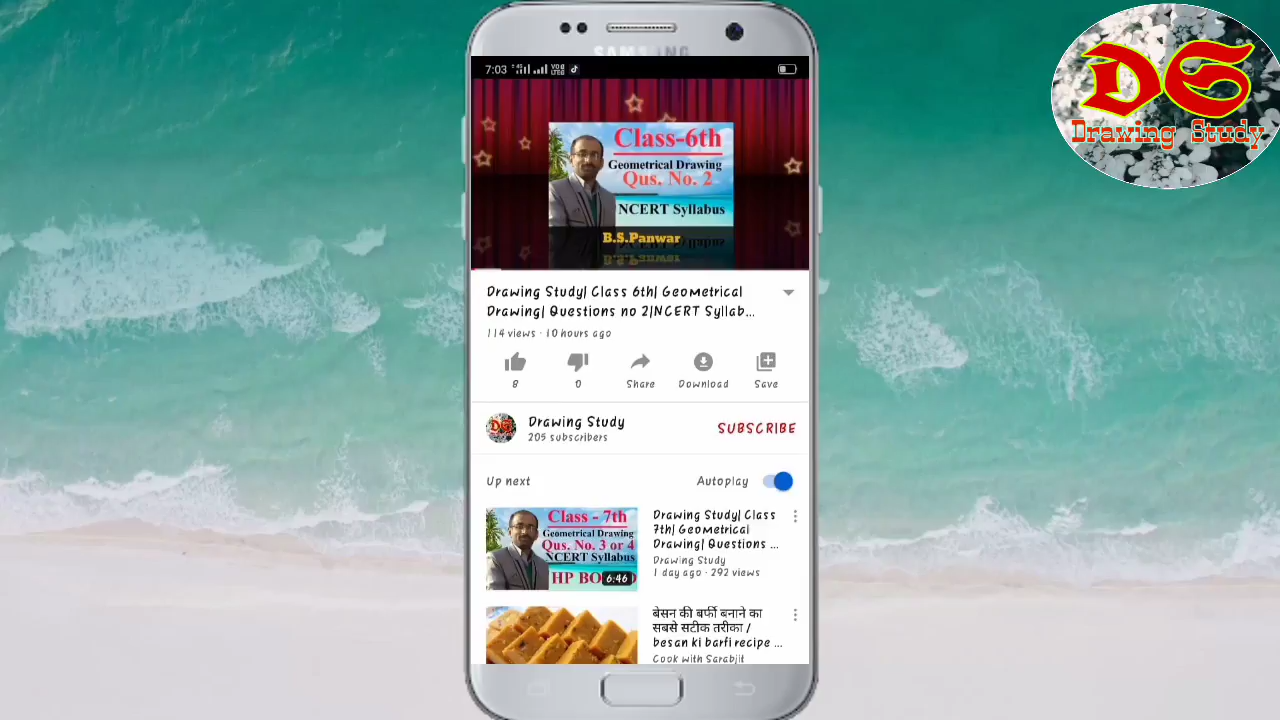 SAMSUNG
7:03
DS
Drawing Study
Class-6th
Geometrical Drawing
Qus. No. 2
NCERT Syllabus
B.S.Panwar
Drawing Study| Class 6th| Geometrical
Drawing| Questions no 2|NCERT Syllab...
114 views · 10 hours ago
8
0
Share
Download
Save
DS
Drawing Study
205 subscribers
SUBSCRIBE
Up next
Autoplay
Class - 7th
Geometrical Drawing
Qus. No. 3 or 4
NCERT Syllabus
HP BO
6:46
Drawing Study| Class
7th| Geometrical
Drawing| Questions ...
Drawing Study
1 day ago · 292 views
बेसन की बर्फी बनाने का
सबसे सटीक तरीका /
besan ki barfi recipe ...
Cook with Sarabjit